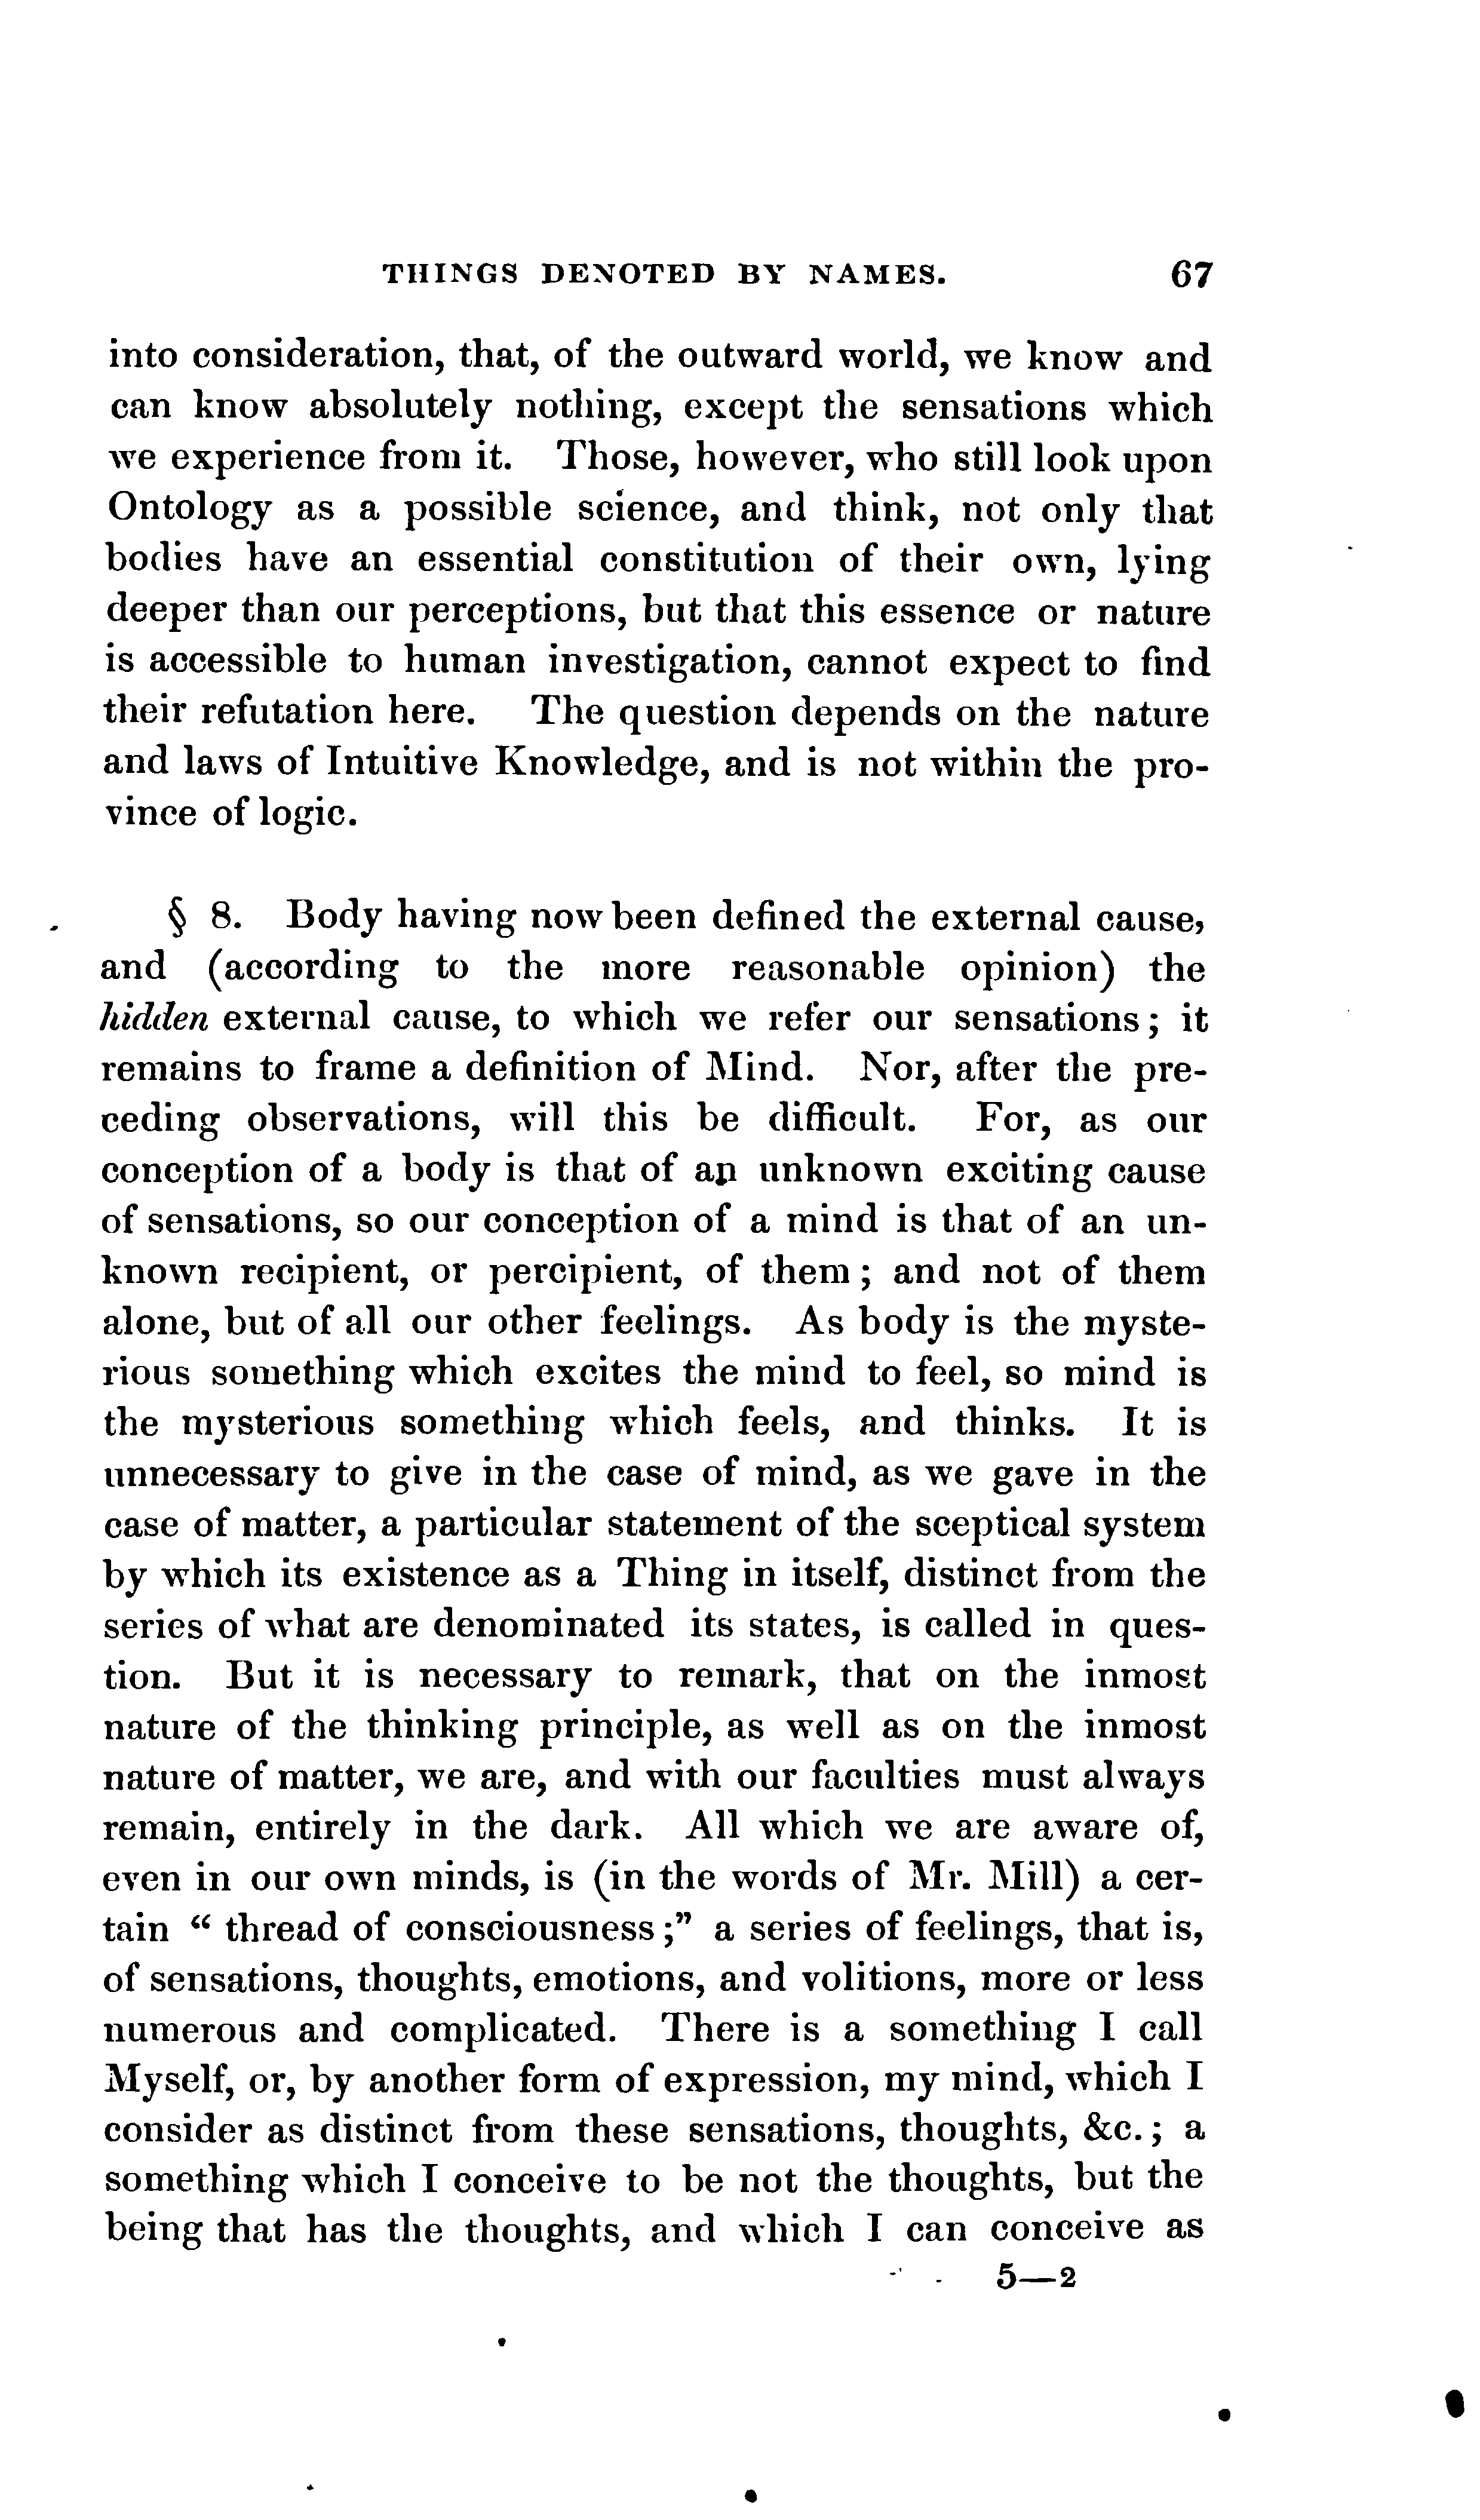 THINGS DENOTED BY NAMES. 67
into consideration, that, of the outward world, we know and
can know absolutely nothing, except the sensations which
we experience from it. Those, however, who still look upon
Ontology as a possible science, and think, not only that
bodies have an essential constitution of their own, lying
deeper than our perceptions, but that this essence or nature
is accessible to human investigation, cannot expect to find
their refutation here. The question depends on the nature
and laws of Intuitive Knowledge, and is not within the pro-
vince of logic.
§ 8. Body having now been defined the external cause,
and (according to the more reasonable opinion) the
hidden external cause, to which we refer our sensations; it
remains to frame a definition of Mind. Nor, after the pre-
ceding observations, will this be difficult. For, as our
conception of a body is that of an unknown exciting cause
of sensations, so our conception of a mind is that of an un-
known recipient, or percipient, of them; and not of them
alone, but of all our other feelings. As body is the myste-
rious something which excites the mind to feel, so mind is
the mysterious something which feels, and thinks. It is
unnecessary to give in the case of mind, as we gave in the
case of matter, a particular statement of the sceptical system
by which its existence as a Thing in itself, distinct from the
series of what are denominated its states, is called in ques-
tion. But it is necessary to remark, that on the inmost
nature of the thinking principle, as well as on the inmost
nature of matter, we are, and with our faculties must always
remain, entirely in the dark. All which we are aware of,
even in our own minds, is (in the words of Mr. Mill) a cer-
tain “ thread of consciousness;” a series of feelings, that is,
of sensations, thoughts, emotions, and volitions, more or less
numerous and complicated. There is a something I call
Myself, or, by another form of expression, my mind, which I
consider as distinct from these sensations, thoughts, &c.; a
something which I conceive to be not the thoughts, but the
being that has the thoughts, and which I can conceive as
5—2